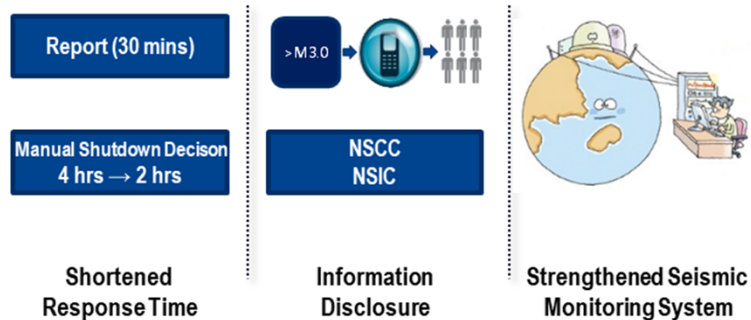 Report (30 mins)
Manual Shutdown Decison
4 hrs → 2 hrs
Shortened
Response Time
>M3.0
NSCC
NSIC
Information
Disclosure
Strengthened Seismic
Monitoring System